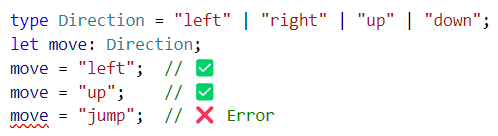 type Direction = "left" | "right" | "up" | "down";
let move: Direction;
move = "left";  // ✅
move = "up";    // ✅
move = "jump";  // ❌ Error